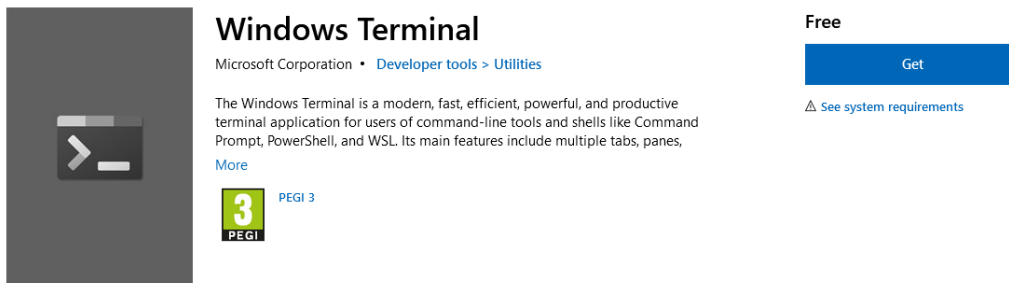 Windows Terminal
Microsoft Corporation • Developer tools > Utilities
The Windows Terminal is a modern, fast, efficient, powerful, and productive
terminal application for users of command-line tools and shells like Command
Prompt, PowerShell, and WSL. Its main features include multiple tabs, panes,
More
3
PEGI
PEGI 3
Free
Get
See system requirements